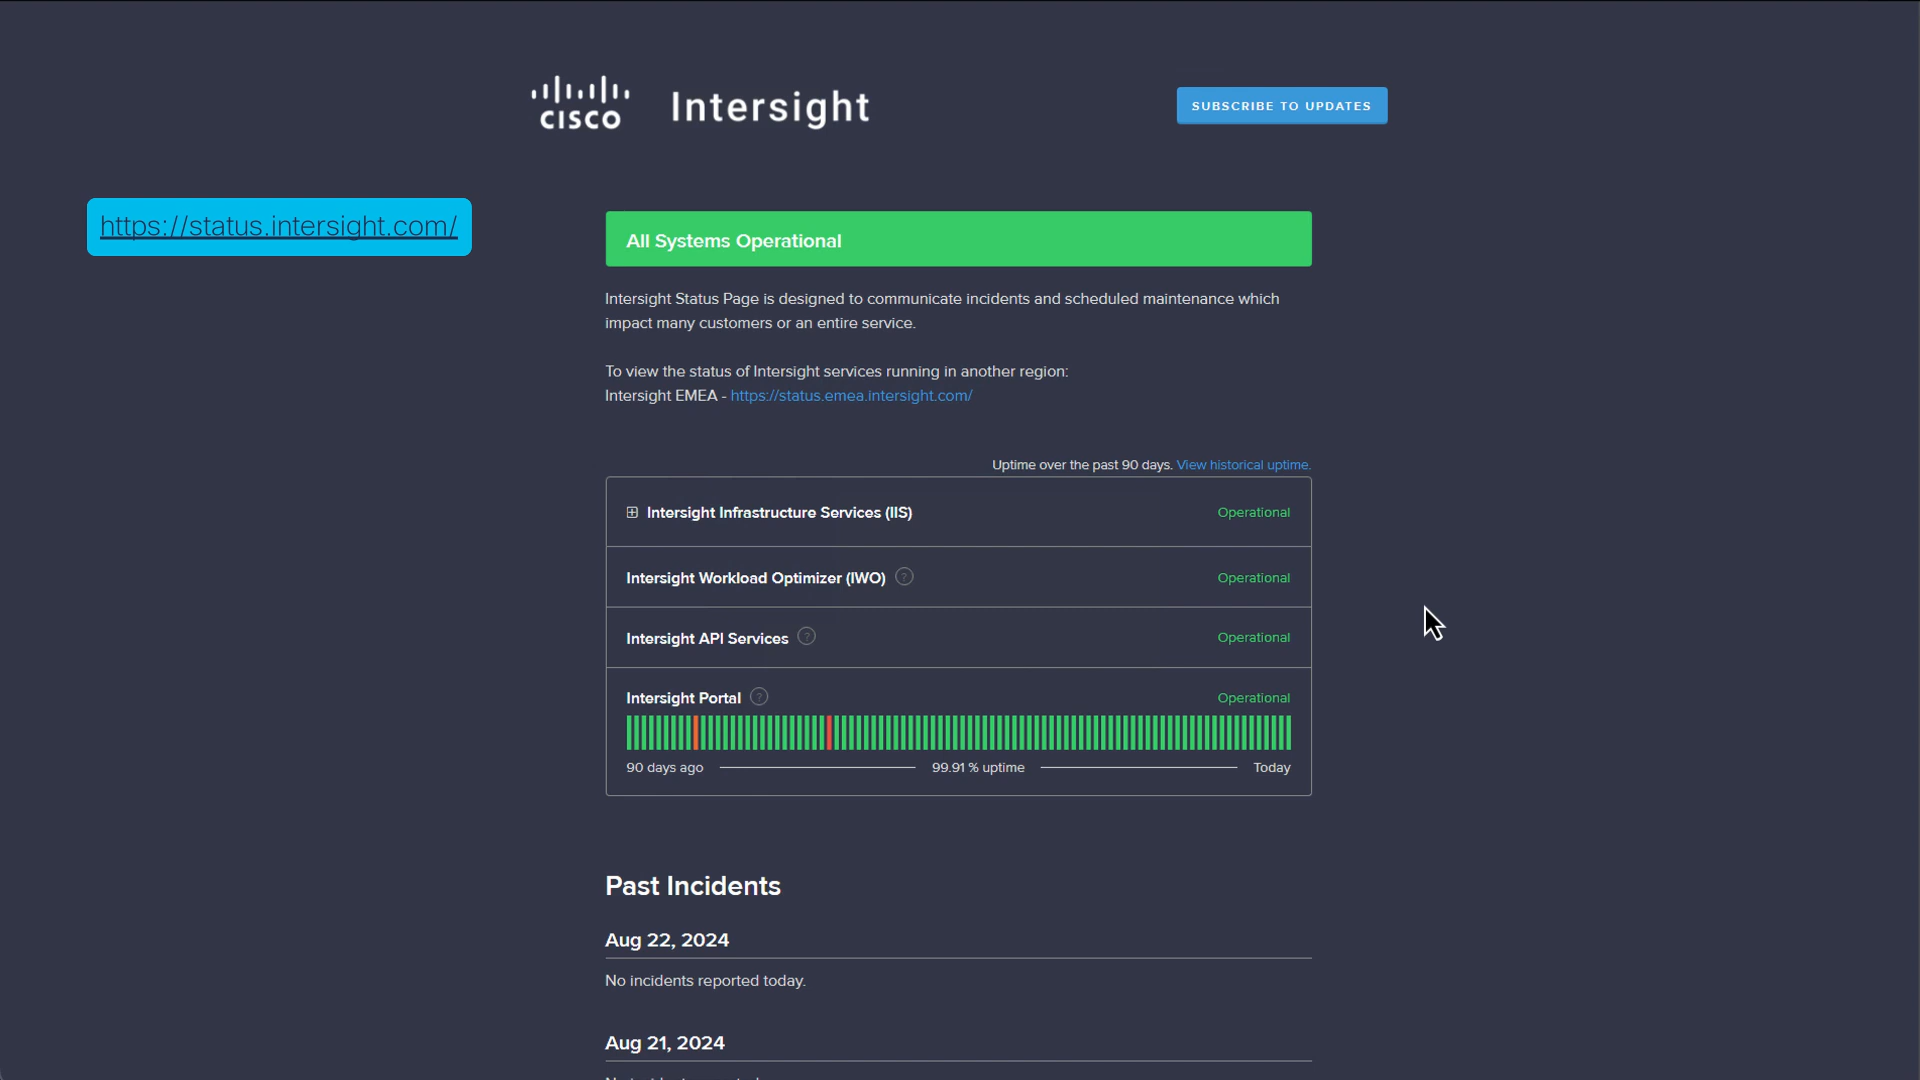 CISCO Intersight
SUBSCRIBE TO UPDATES
https://status.intersight.com/
All Systems Operational
Intersight Status Page is designed to communicate incidents and scheduled maintenance which
impact many customers or an entire service.
To view the status of Intersight services running in another region:
Intersight EMEA - https://status.emea.intersight.com/
Uptime over the past 90 days. View historical uptime.
Intersight Infrastructure Services (IIS) Operational
Intersight Workload Optimizer (IWO) ? Operational
Intersight API Services ? Operational
Intersight Portal ? Operational
90 days ago 99.91 % uptime Today
Past Incidents
Aug 22, 2024
No incidents reported today.
Aug 21, 2024